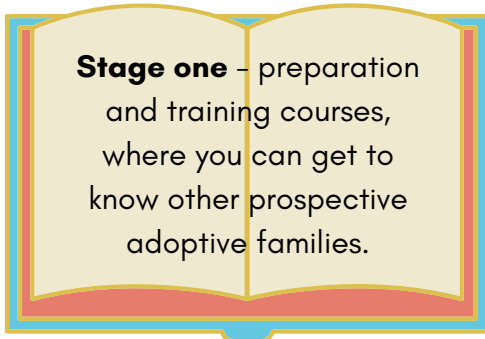 Stage one - preparation
and training courses,
where you can get to
know other prospective
adoptive families.